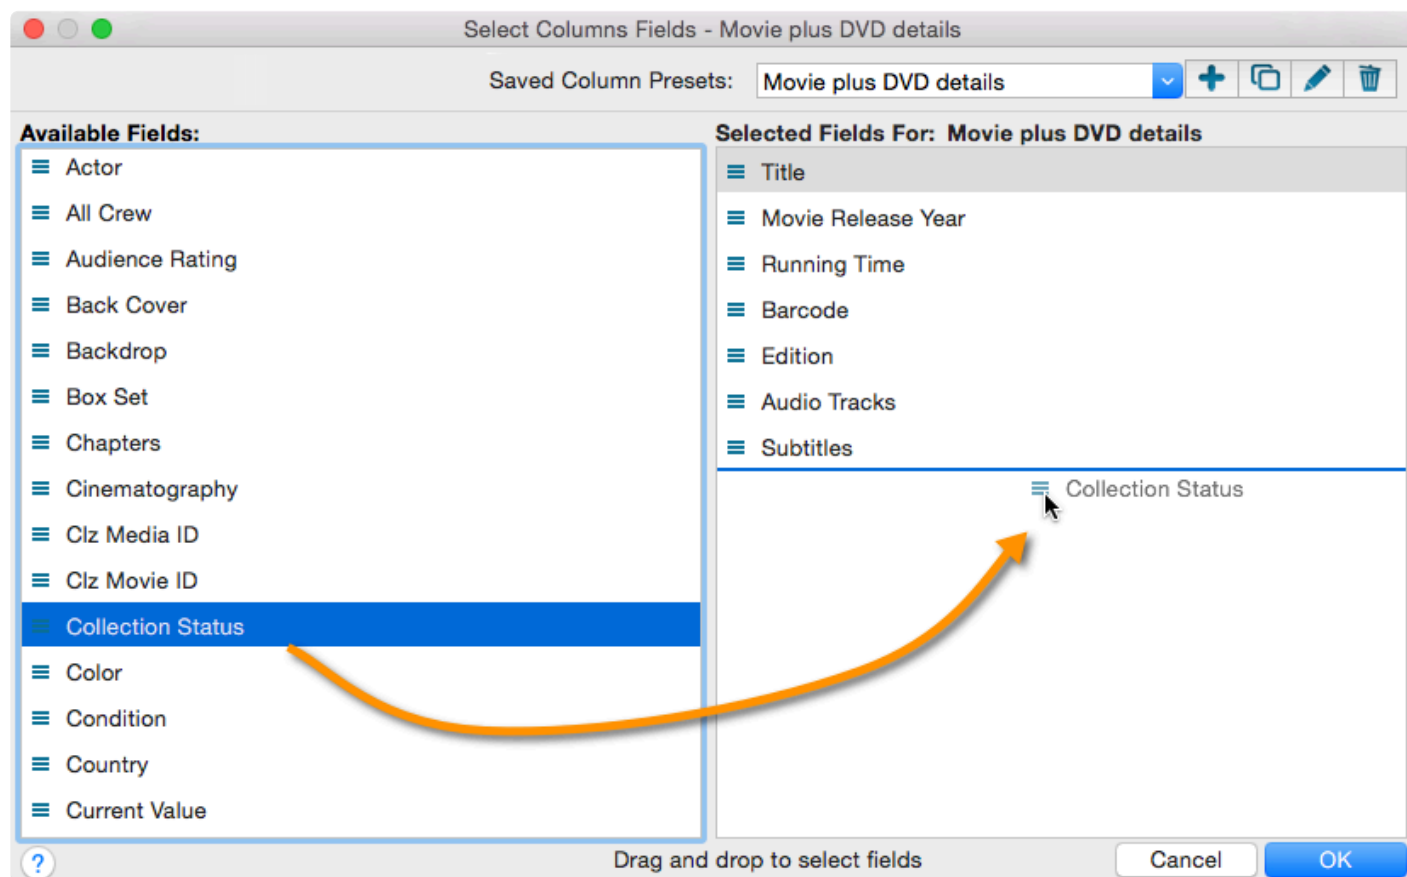 Select Columns Fields - Movie plus DVD details
Saved Column Presets: Movie plus DVD details
Available Fields:
Actor
All Crew
Audience Rating
Back Cover
Backdrop
Box Set
Chapters
Cinematography
Clz Media ID
Clz Movie ID
Collection Status
Color
Condition
Country
Current Value
Selected Fields For: Movie plus DVD details
Title
Movie Release Year
Running Time
Barcode
Edition
Audio Tracks
Subtitles
Collection Status
?
Drag and drop to select fields
Cancel
OK